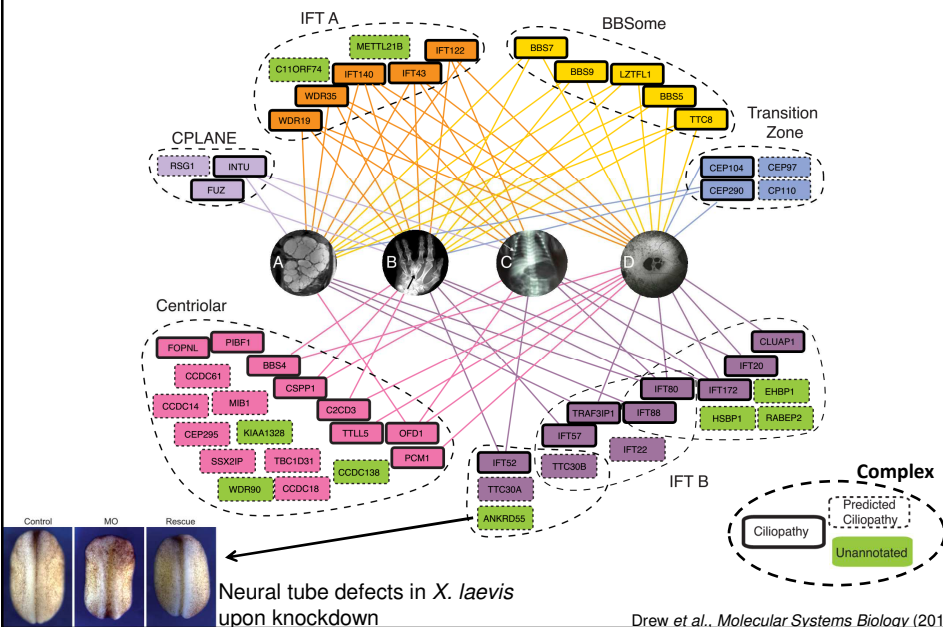 IFT A
BBSome
METTL21B
IFT122
C11ORF74
IFT140
IFT43
WDR35
WDR19
BBS7
BBS9
LZTFL1
BBS5
TTC8
Transition
Zone
CEP104
CEP97
CEP290
CP110
CPLANE
RSG1
INTU
FUZ
A
B
C
D
Centriolar
FOPNL
PIBF1
BBS4
CCDC61
CSPP1
CCDC14
MIB1
C2CD3
CEP295
KIAA1328
TTLL5
OFD1
SSX2IP
TBC1D31
PCM1
CCDC138
WDR90
CCDC18
CLUAP1
IFT20
IFT80
IFT172
EHBP1
TRAF3IP1
IFT88
HSBP1
RABEP2
IFT57
IFT22
IFT52
TTC30B
TTC30A
ANKRD55
IFT B
Complex
Ciliopathy
Predicted
Ciliopathy
Unannotated
Control
MO
Rescue
Neural tube defects in X. laevis
upon knockdown
Drew et al., Molecular Systems Biology (201